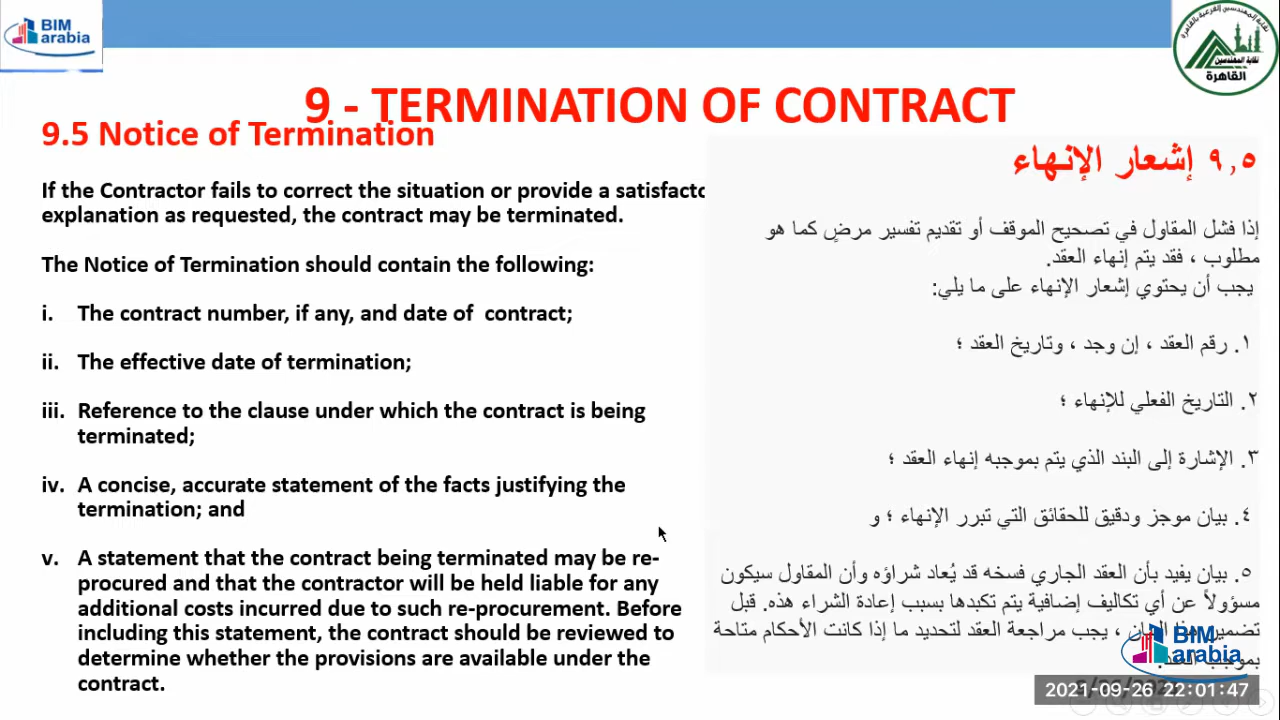 BIM
arabia
نقابة المهندسين الفرعية بالقاهرة
نقابة المهندسين
القاهرة
9 - TERMINATION OF CONTRACT
9.5 Notice of Termination
If the Contractor fails to correct the situation or provide a satisfacto
explanation as requested, the contract may be terminated.
The Notice of Termination should contain the following:
i. The contract number, if any, and date of contract;
ii. The effective date of termination;
iii. Reference to the clause under which the contract is being
terminated;
iv. A concise, accurate statement of the facts justifying the
termination; and
v. A statement that the contract being terminated may be re-
procured and that the contractor will be held liable for any
additional costs incurred due to such re-procurement. Before
including this statement, the contract should be reviewed to
determine whether the provisions are available under the
contract.
٩,٥ إشعار الإنهاء
إذا فشل المقاول في تصحيح الموقف أو تقديم تفسير مرضٍ كما هو
مطلوب ، فقد يتم إنهاء العقد.
يجب أن يحتوي إشعار الإنهاء على ما يلي:
١. رقم العقد ، إن وجد ، وتاريخ العقد ؛
٢. التاريخ الفعلي للإنهاء ؛
٣. الإشارة إلى البند الذي يتم بموجبه إنهاء العقد ؛
٤. بيان موجز ودقيق للحقائق التي تبرر الإنهاء ؛ و
٥. بيان يفيد بأن العقد الجاري فسخه قد يُعاد شراؤه وأن المقاول سيكون
مسؤولاً عن أي تكاليف إضافية يتم تكبدها بسبب إعادة الشراء هذه. قبل
تضمين هذا البيان ، يجب مراجعة العقد لتحديد ما إذا كانت الأحكام متاحة
بموجب العقد.
BIM
arabia
2021-09-26 22:01:47